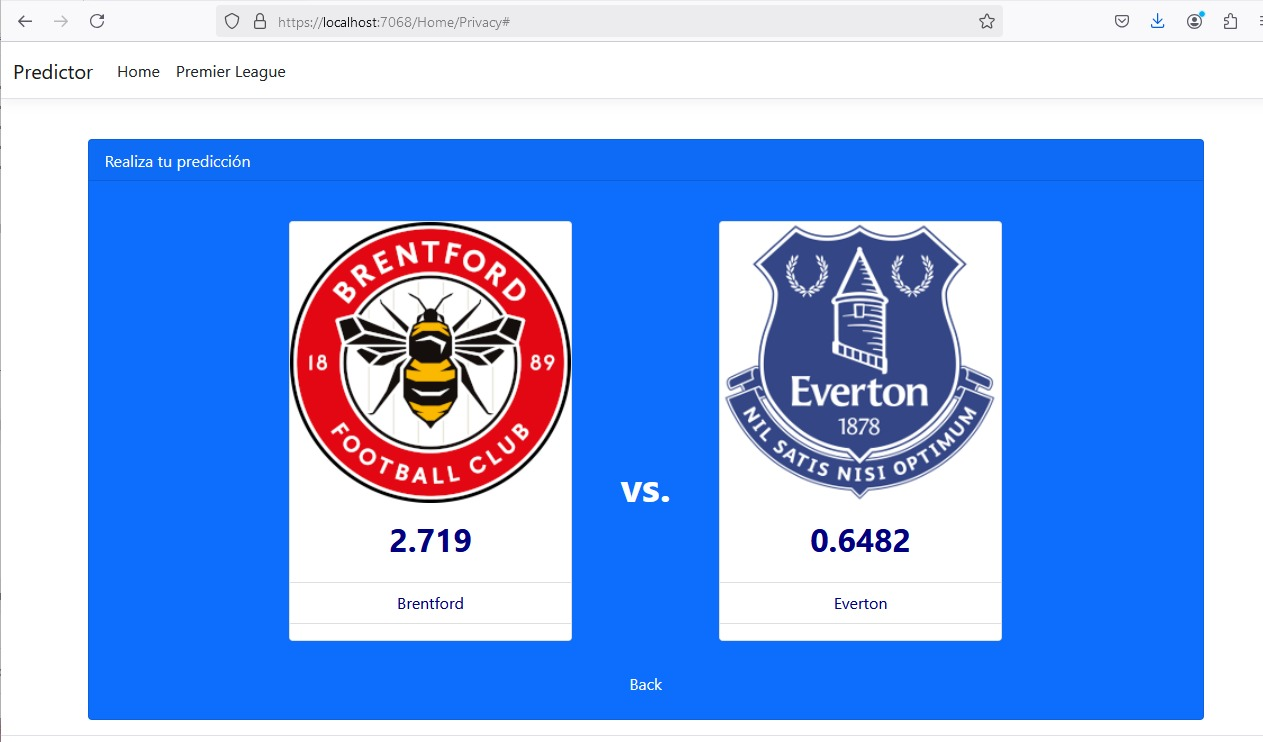 https://localhost:7068/Home/Privacy#
Predictor Home Premier League
Realiza tu predicción
BRENTFORD
18 89
FOOTBALL CLUB
Everton
1878
NIL SATIS NISI OPTIMUM
vs.
2.719
0.6482
Brentford
Everton
Back